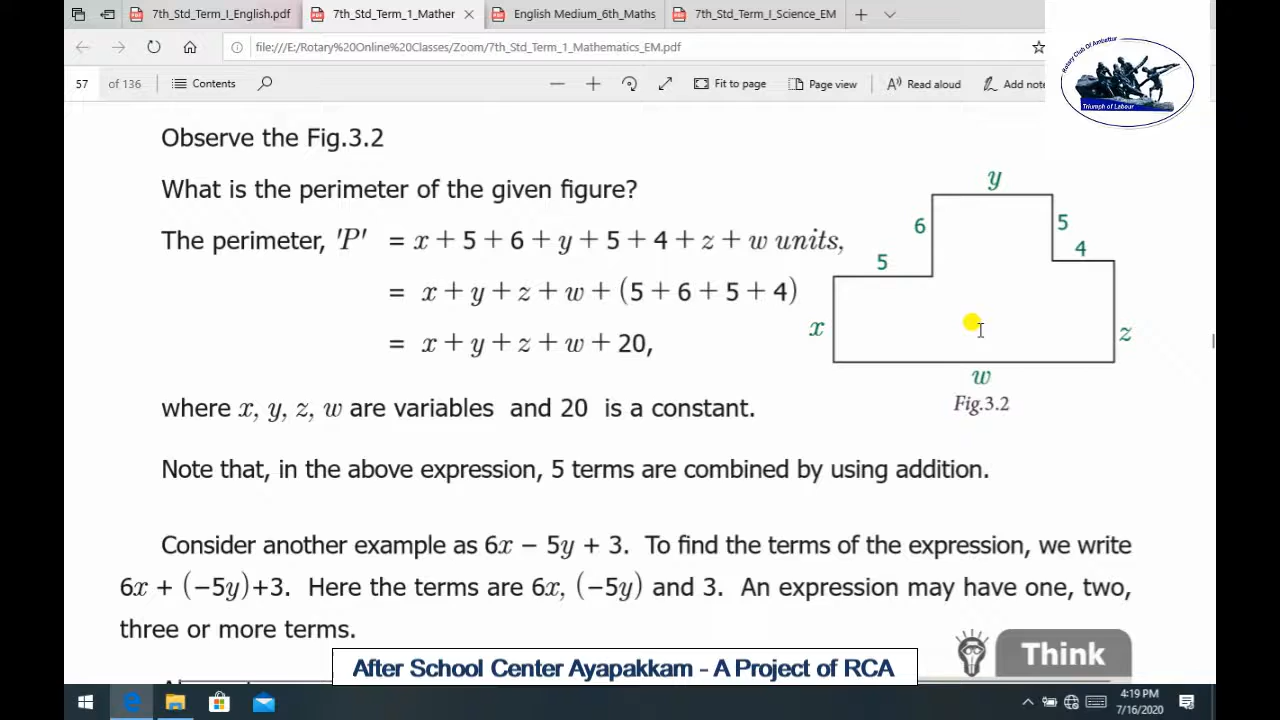 7th_Std_Term_I_English.pdf
7th_Std_Term_1_Mather
English Medium_6th_Maths
7th_Std_Term_I_Science_EM
file:///E:/Rotary%20Online%20Classes/Zoom/7th_Std_Term_1_Mathematics_EM.pdf
Rotary Club Of Ambattur
Triumph of Labour
57 of 136 Contents Fit to page Page view Read aloud Add note
Observe the Fig.3.2
What is the perimeter of the given figure?
The perimeter, 'P' = x + 5 + 6 + y + 5 + 4 + z + w units,
= x + y + z + w + (5 + 6 + 5 + 4)
= x + y + z + w + 20,
y
6
5
5
4
x
z
w
Fig.3.2
where x, y, z, w are variables and 20 is a constant.
Note that, in the above expression, 5 terms are combined by using addition.
Consider another example as 6x − 5y + 3. To find the terms of the expression, we write
6x + (−5y)+3. Here the terms are 6x, (−5y) and 3. An expression may have one, two,
three or more terms.
Think
After School Center Ayapakkam - A Project of RCA
4:19 PM
7/16/2020